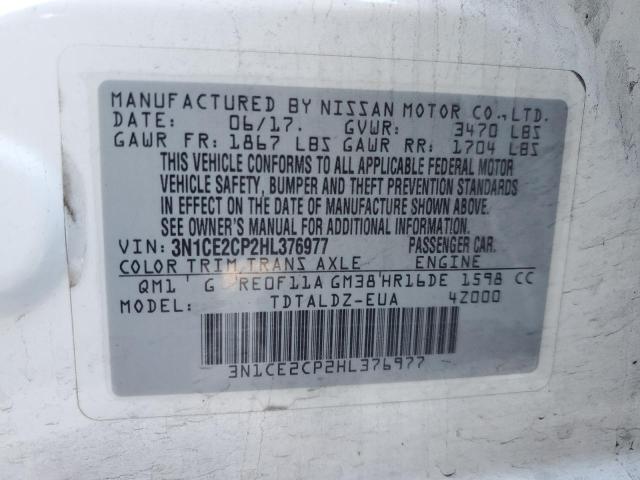 MANUFACTURED BY NISSAN MOTOR CO., LTD.
DATE: 06/17. GVWR: 3470 LBS
GAWR FR: 1867 LBS GAWR RR: 1704 LBS
THIS VEHICLE CONFORMS TO ALL APPLICABLE FEDERAL MOTOR
VEHICLE SAFETY, BUMPER AND THEFT PREVENTION STANDARDS
IN EFFECT ON THE DATE OF MANUFACTURE SHOWN ABOVE.
SEE OWNER'S MANUAL FOR ADDITIONAL INFORMATION.
VIN: 3N1CE2CP2HL376977 PASSENGER CAR.
COLOR TRIM TRANS AXLE ENGINE
QM1 G RE0F11A GM38 HR16DE 1598 CC
MODEL: TDTALDZ-EUA 4Z000
3N1CE2CP2HL376977